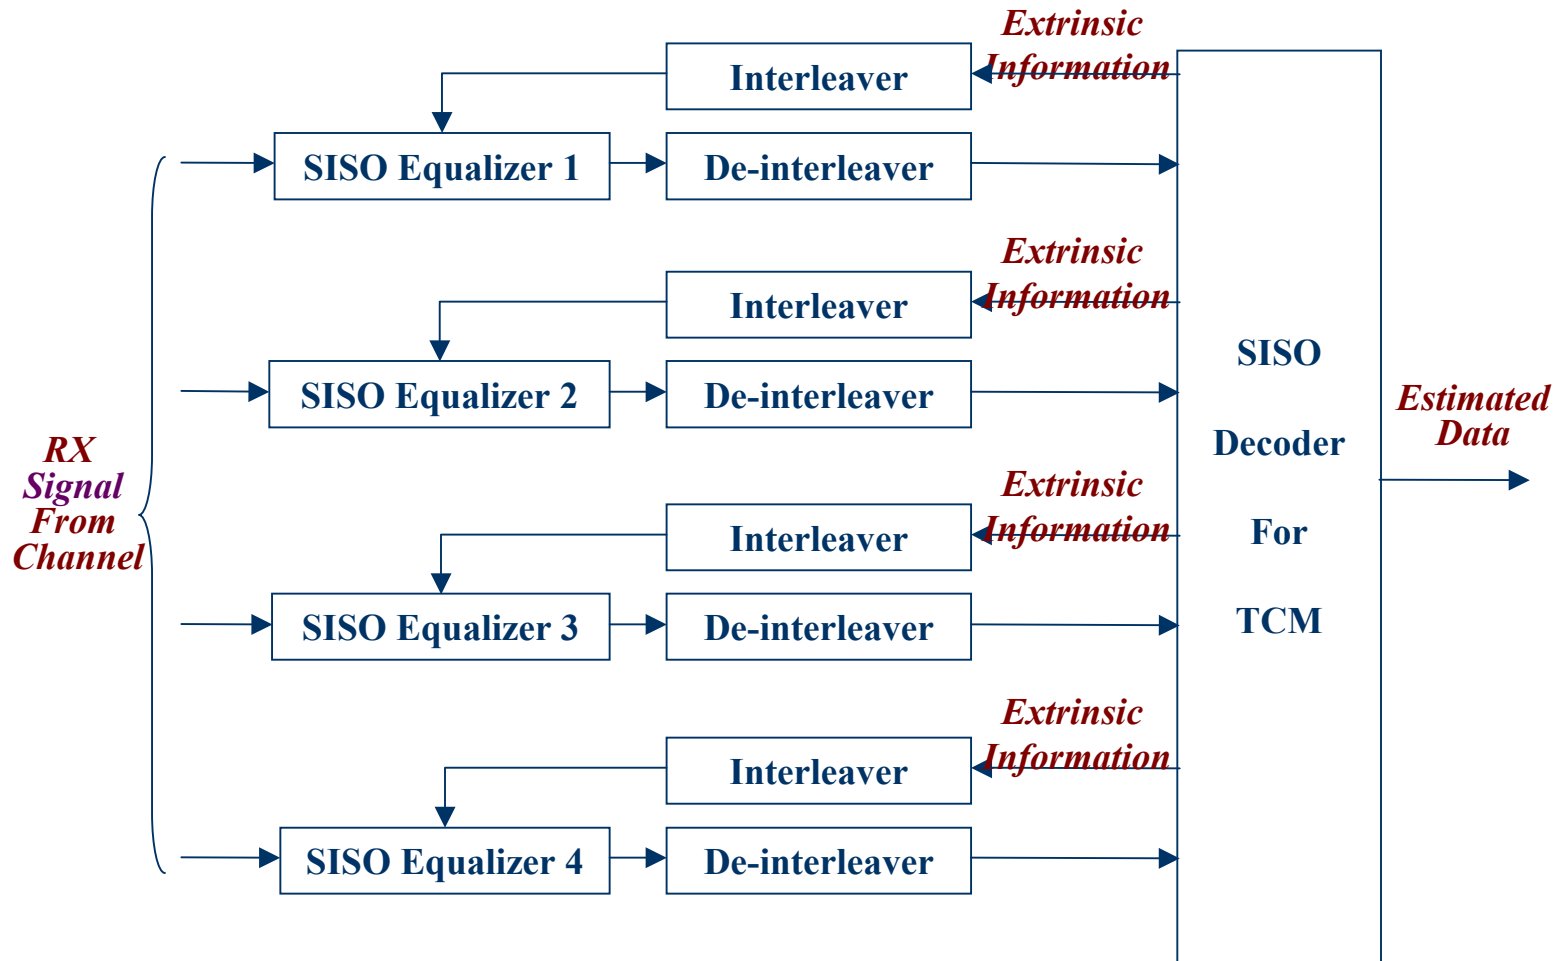 Extrinsic
Information
Interleaver
SISO Equalizer 1
De-interleaver
Extrinsic
Information
Interleaver
SISO Equalizer 2
De-interleaver
RX
Signal
From
Channel
Extrinsic
Information
Interleaver
SISO Equalizer 3
De-interleaver
Extrinsic
Information
Interleaver
SISO Equalizer 4
De-interleaver
SISO
Decoder
For
TCM
Estimated
Data